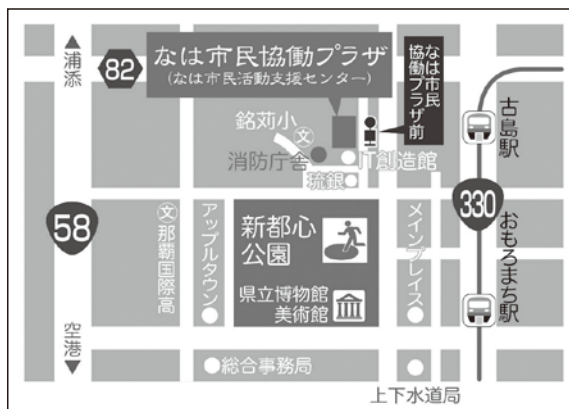 ▲浦添
82
なは市民協働プラザ
(なは市民活動支援センター)
なは市民
協働プラザ前
古島駅
銘苅小
文
消防庁舎
IT創造館
琉銀
58
文那覇国際高
アップルタウン
新都心
公園
メインプレイス
330
おもろまち駅
県立博物館
美術館
空港▼
総合事務局
上下水道局